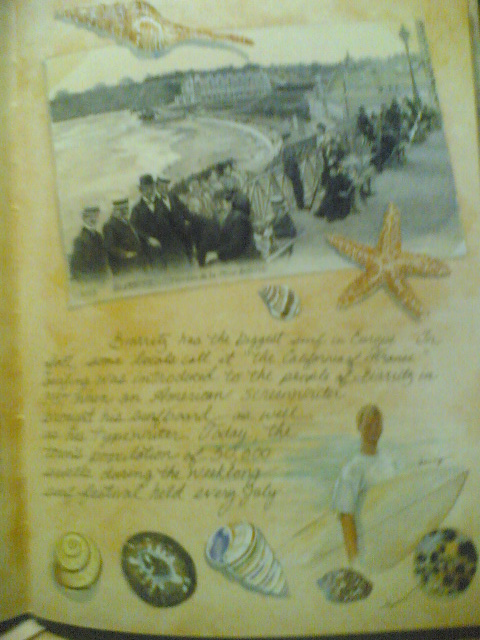 Biarritz has the biggest surf in Europe. In
fact, some locals call it "the California of France"
surfing was introduced to the people of Biarritz in
1957 when an American screenwriter
brought his surfboard, as well
as his typewriter. Today, the
town's population of 30,000
swells during the weeklong
surf festival held every July